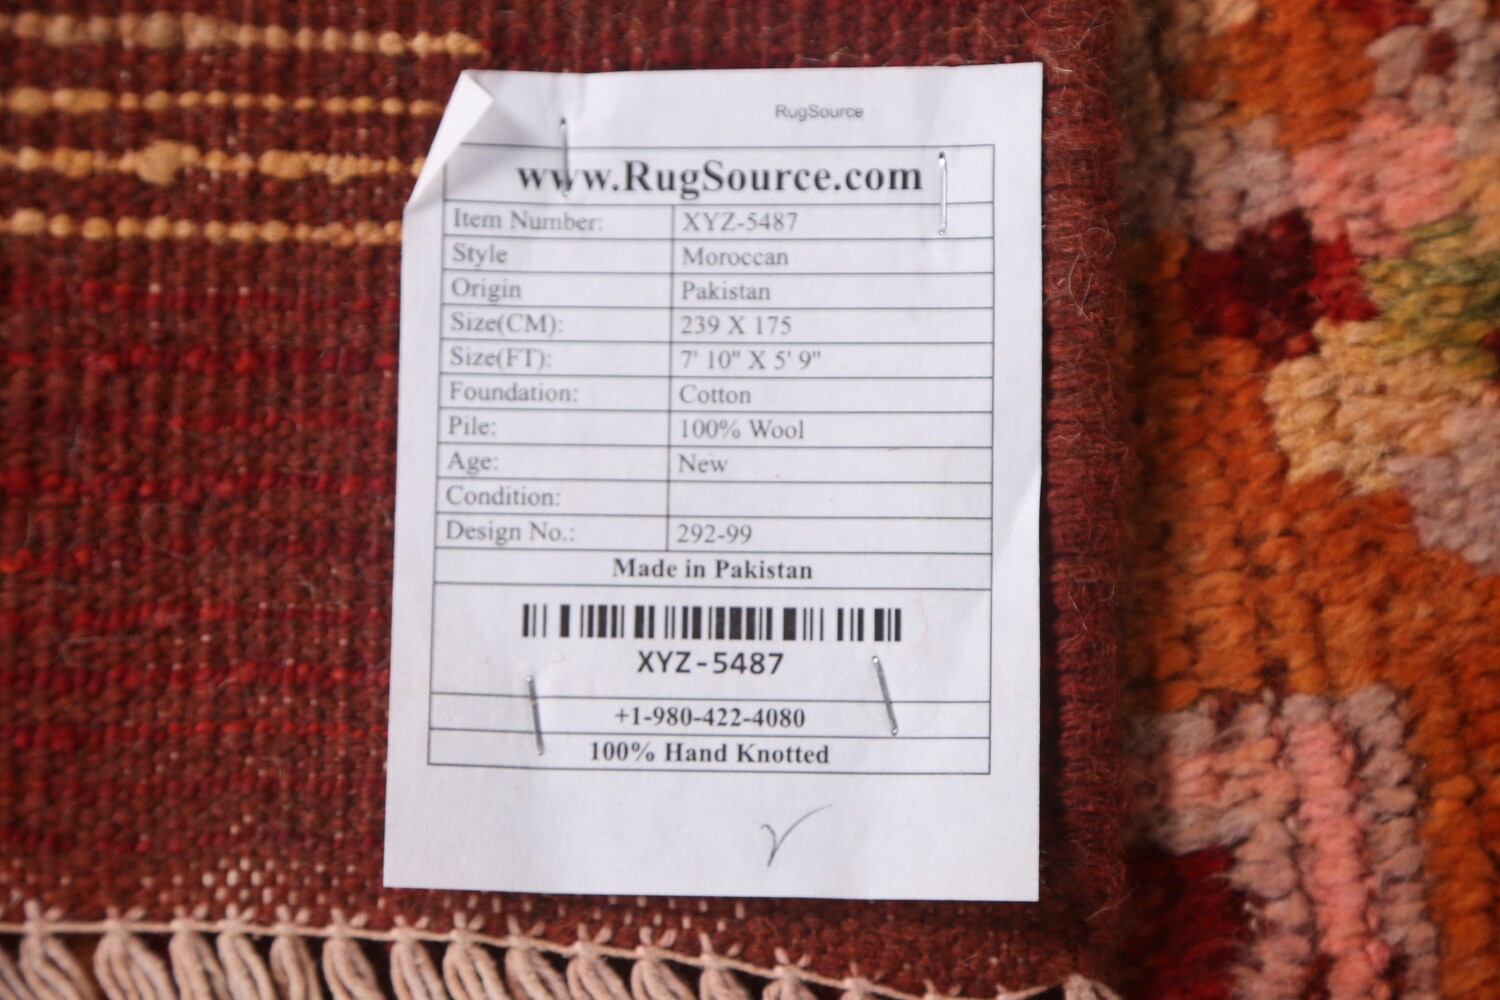 RugSource
www.RugSource.com
Item Number: XYZ-5487
Style Moroccan
Origin Pakistan
Size(CM): 239 X 175
Size(FT): 7' 10" X 5' 9"
Foundation: Cotton
Pile: 100% Wool
Age: New
Condition:
Design No.: 292-99
Made in Pakistan
XYZ-5487
+1-980-422-4080
100% Hand Knotted